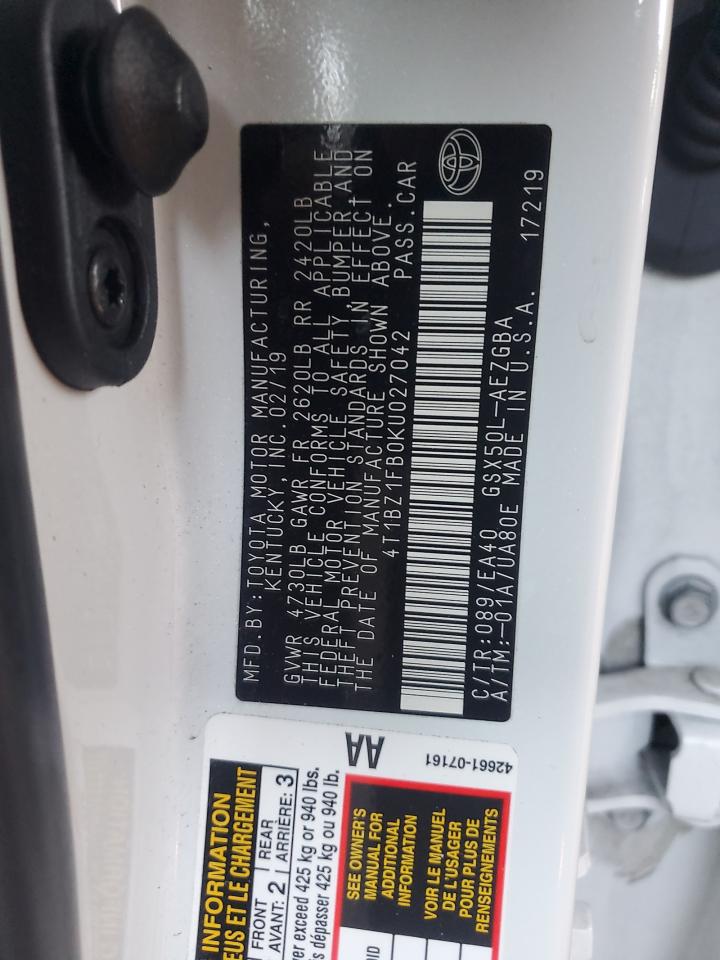 MFD.BY:TOYOTA MOTOR MANUFACTURING,
KENTUCKY,INC.02/19
GVWR 4730LB GAWR FR 2620LB RR 2420LB
THIS VEHICLE CONFORMS TO ALL APPLICABLE
FEDERAL MOTOR VEHICLE SAFETY, BUMPER AND
THEFT PREVENTION STANDARDS IN EFFECT ON
THE DATE OF MANUFACTURE SHOWN ABOVE.
4T1BZ1FB0KU027042 PASS.CAR
C/TR:089/EA40 GSX50L-AEZGBA
A/TM:-01A/UA80E MADE IN U.S.A. 17219
INFORMATION
ET LE CHARGEMENT
FRONT REAR
AVANT: 2 ARRIÈRE: 3
exceed 425 kg or 940 lbs.
dépasser 425 kg ou 940 lb.
AA
SEE OWNER'S
MANUAL FOR
ADDITIONAL
INFORMATION
VOIR LE MANUEL
DE L'USAGER
POUR PLUS DE
RENSEIGNEMENTS
42661-07161